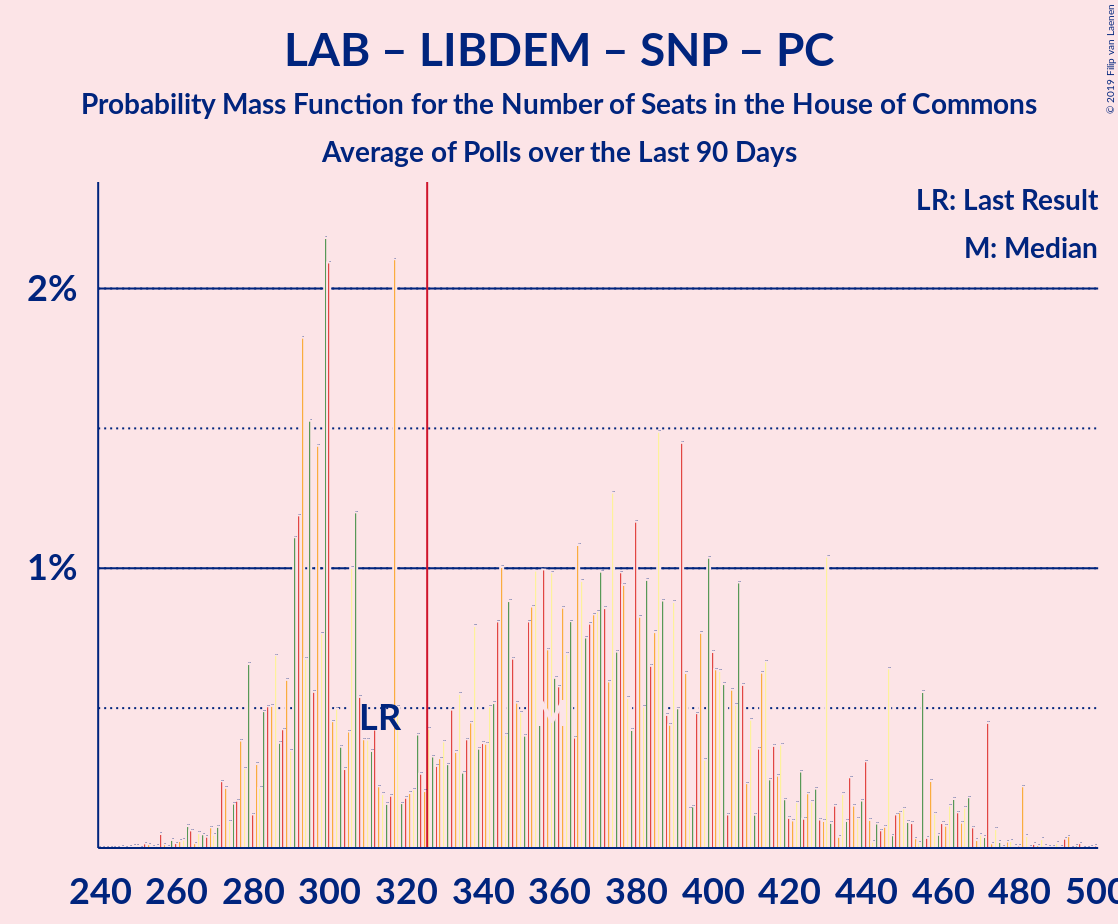 LAB – LIBDEM – SNP – PC
Probability Mass Function for the Number of Seats in the House of Commons
Average of Polls over the Last 90 Days
© 2019 Filip van Laenen
LR: Last Result
M: Median
2%
1%
LR
M
240 260 280 300 320 340 360 380 400 420 440 460 480 500